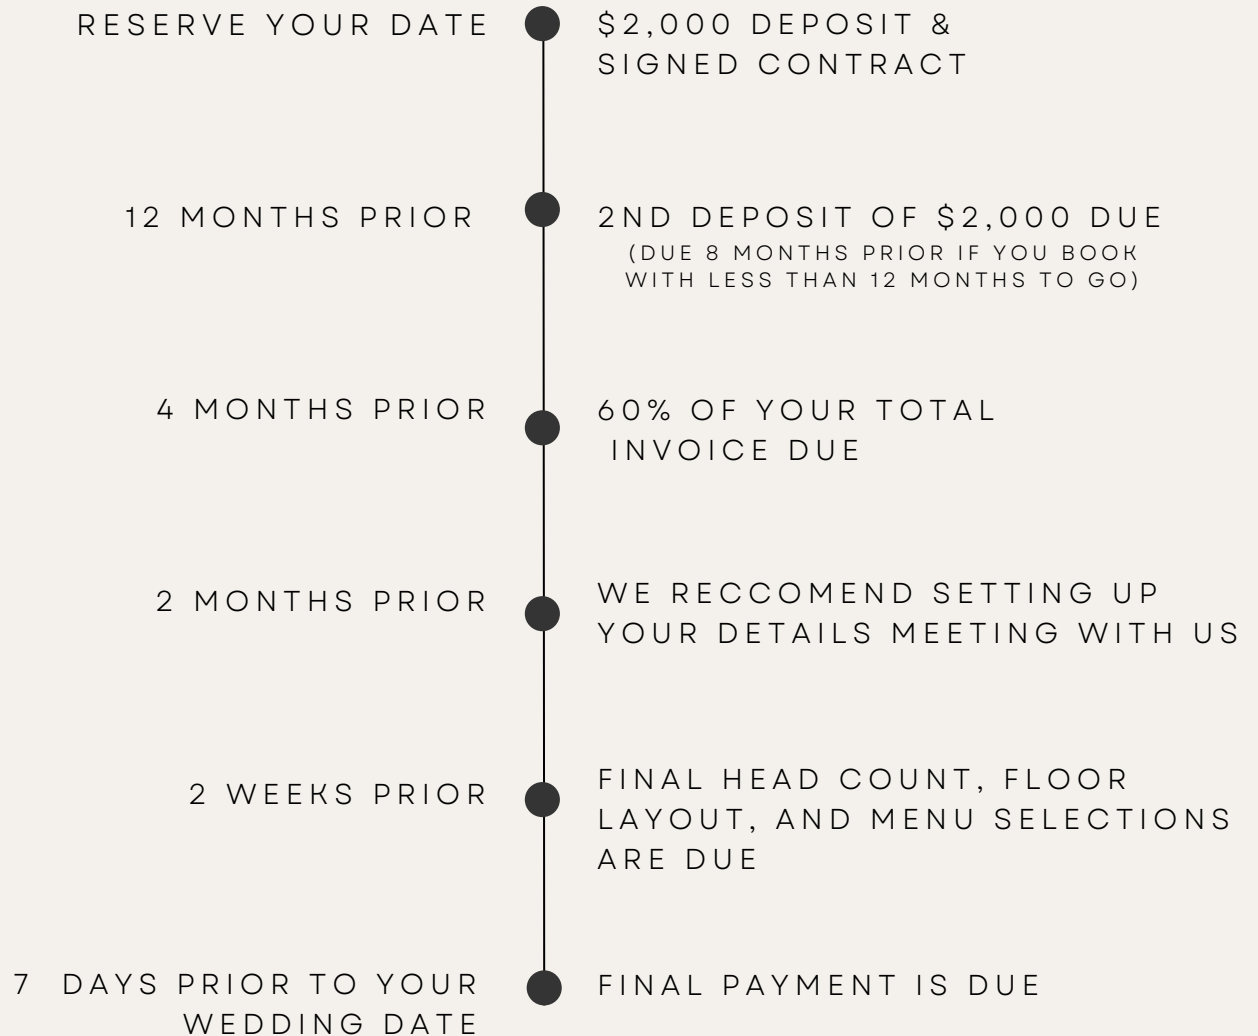 RESERVE YOUR DATE
$2,000 DEPOSIT &
SIGNED CONTRACT
12 MONTHS PRIOR
2ND DEPOSIT OF $2,000 DUE
(DUE 8 MONTHS PRIOR IF YOU BOOK
WITH LESS THAN 12 MONTHS TO GO)
4 MONTHS PRIOR
60% OF YOUR TOTAL
INVOICE DUE
2 MONTHS PRIOR
WE RECCOMEND SETTING UP
YOUR DETAILS MEETING WITH US
2 WEEKS PRIOR
FINAL HEAD COUNT, FLOOR
LAYOUT, AND MENU SELECTIONS
ARE DUE
7 DAYS PRIOR TO YOUR
WEDDING DATE
FINAL PAYMENT IS DUE